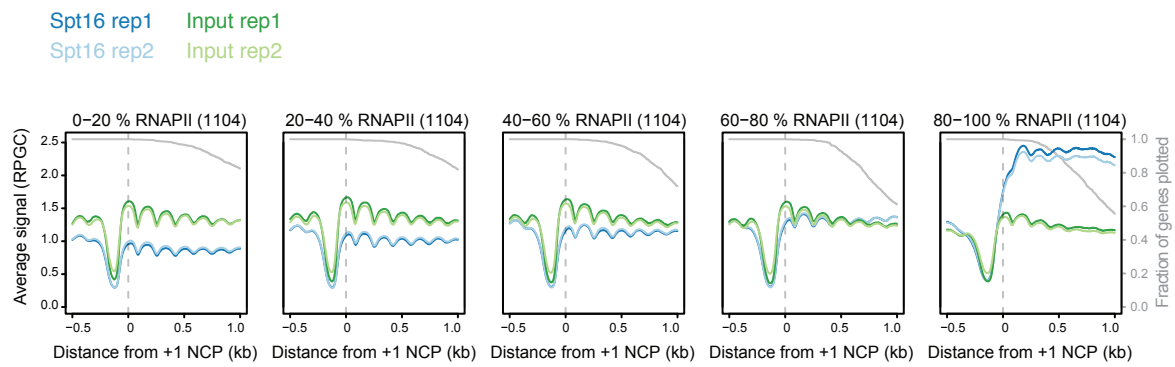 Spt16 rep1 Input rep1
Spt16 rep2 Input rep2
0−20 % RNAPII (1104) 20−40 % RNAPII (1104) 40−60 % RNAPII (1104) 60−80 % RNAPII (1104) 80−100 % RNAPII (1104)
Average signal (RPGC)
2.5
2.0
1.5
1.0
0.5
0.0
1.0
0.8
0.6
0.4
0.2
0.0
Fraction of genes plotted
−0.5 0 0.5 1.0 −0.5 0 0.5 1.0 −0.5 0 0.5 1.0 −0.5 0 0.5 1.0 −0.5 0 0.5 1.0
Distance from +1 NCP (kb) Distance from +1 NCP (kb) Distance from +1 NCP (kb) Distance from +1 NCP (kb) Distance from +1 NCP (kb)